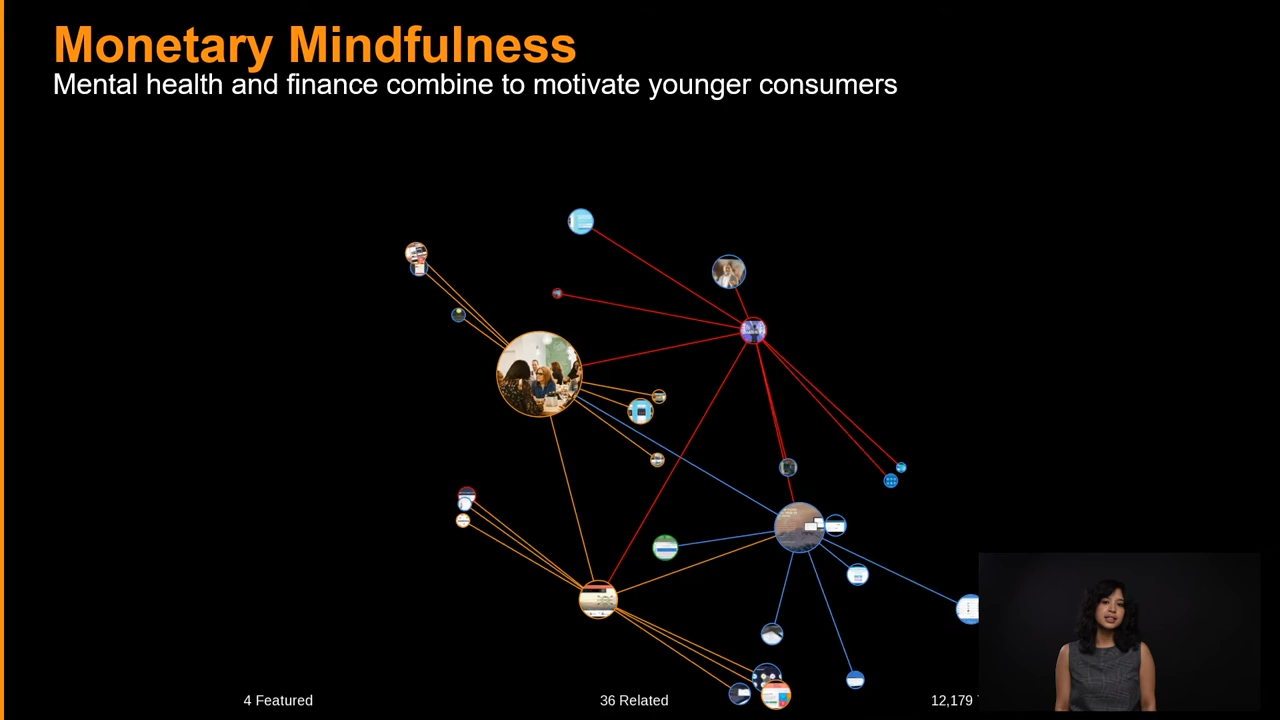 Monetary Mindfulness
Mental health and finance combine to motivate younger consumers
4 Featured
36 Related
12,179